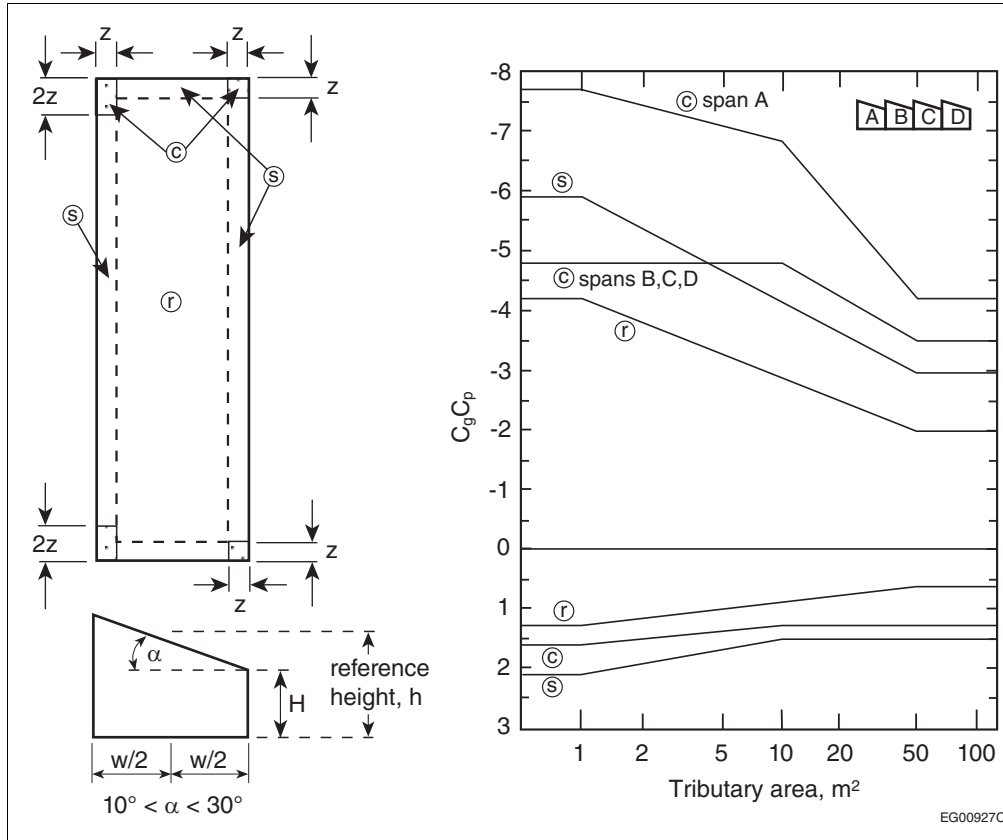 z z
2z z
c
s
s
r
2z z
z
α
reference
height, h
H
w/2 w/2
10° < α < 30°
-8
-7
-6
-5
-4
-3
-2
-1
0
1
2
3
CgCp
c span A
A B C D
s
c spans B,C,D
r
r
c
s
1 2 5 10 20 50 100
Tributary area, m²
EG00927C